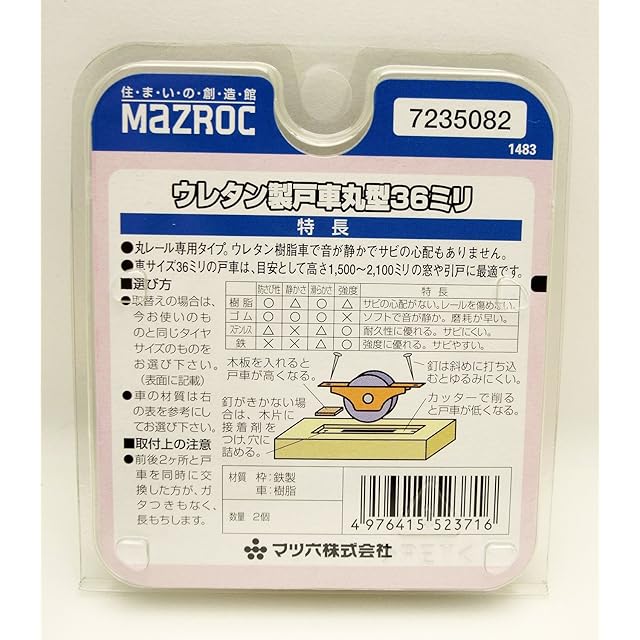 住・ま・い・の・創・造・館
MaZROC
7235082
1483
ウレタン製戸車丸型36ミリ
特長
●丸レール専用タイプ。ウレタン樹脂車で音が静かでサビの心配もありません。
●車サイズ36ミリの戸車は、目安として高さ1,500〜2,100ミリの窓や引戸に最適です。
■選び方
●取替えの場合は、
今お使いのも
のと同じタイヤ
サイズのものを
お選び下さい。
(表面に記載)
●車の材質は右
の表を参考にし
てお選び下さい。
■取付上の注意
●前後2ヶ所と戸
車を同時に交
換した方が、ガ
タつきもなく、
長もちします。
防さび性 静かさ 滑らかさ 強度 特長
樹脂 ○ △ ○ △ サビの心配がない。レールを傷めない。
ゴム ○ ○ ○ × ソフトで音が静か。磨耗が早い。
ステンレス △ × △ ○ 耐久性に優れる。サビにくい。
鉄 × × △ ○ 強度に優れる。サビやすい。
木板を入れると
戸車が高くなる。
釘は斜めに打ち込
むとゆるみにくい。
釘がきかない場
合は、木片に
接着剤を
つけ、穴に
詰める。
カッターで削る
と戸車が低くなる。
材質 枠:鉄製
車:樹脂
数量 2個
4 976415 523716
マツ六株式会社